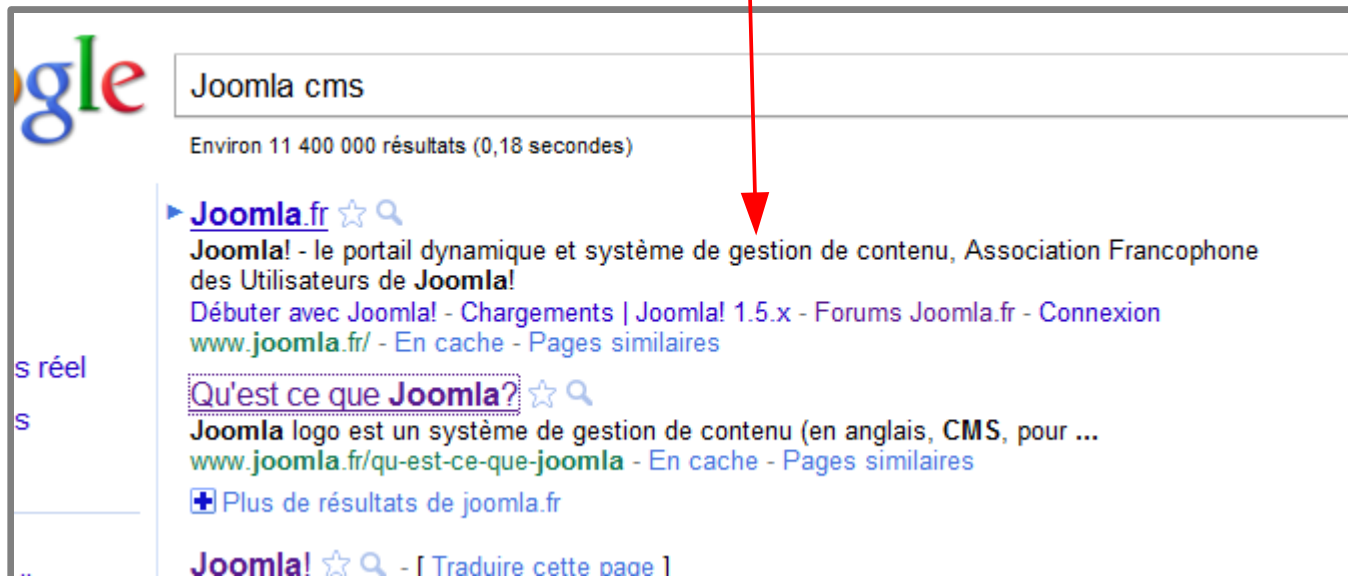 ogle
Joomla cms
Environ 11 400 000 résultats (0,18 secondes)
Joomla.fr
Joomla! - le portail dynamique et système de gestion de contenu, Association Francophone
des Utilisateurs de Joomla!
Débuter avec Joomla! - Chargements | Joomla! 1.5.x - Forums Joomla.fr - Connexion
www.joomla.fr/ - En cache - Pages similaires
s réel
Qu'est ce que Joomla?
s
Joomla logo est un système de gestion de contenu (en anglais, CMS, pour ...
www.joomla.fr/qu-est-ce-que-joomla - En cache - Pages similaires
Plus de résultats de joomla.fr
Joomla! - [ Traduire cette page ]